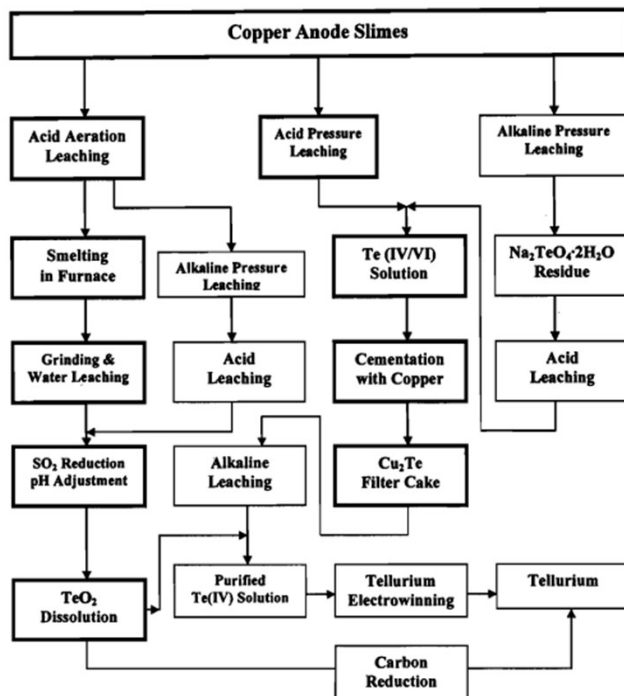 Copper Anode Slimes
Acid Aeration
Leaching
Acid Pressure
Leaching
Alkaline Pressure
Leaching
Smelting
in Furnace
Alkaline Pressure
Leaching
Te (IV/VI)
Solution
Na₂TeO₄·2H₂O
Residue
Grinding &
Water Leaching
Acid
Leaching
Cementation
with Copper
Acid
Leaching
SO₂ Reduction
pH Adjustment
Alkaline
Leaching
Cu₂Te
Filter Cake
TeO₂
Dissolution
Purified
Te(IV) Solution
Tellurium
Electrowinning
Tellurium
Carbon
Reduction